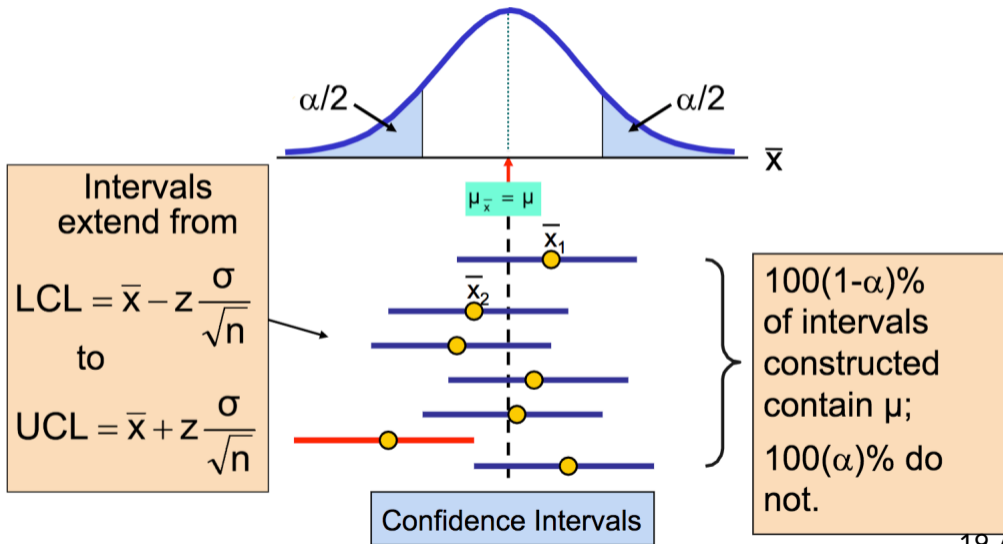 α/2
α/2
x̄
μx̄ = μ
Intervals
extend from
LCL = x̄ − z σ/√n
to
UCL = x̄ + z σ/√n
x̄1
x̄2
100(1-α)%
of intervals
constructed
contain μ;
100(α)% do
not.
Confidence Intervals